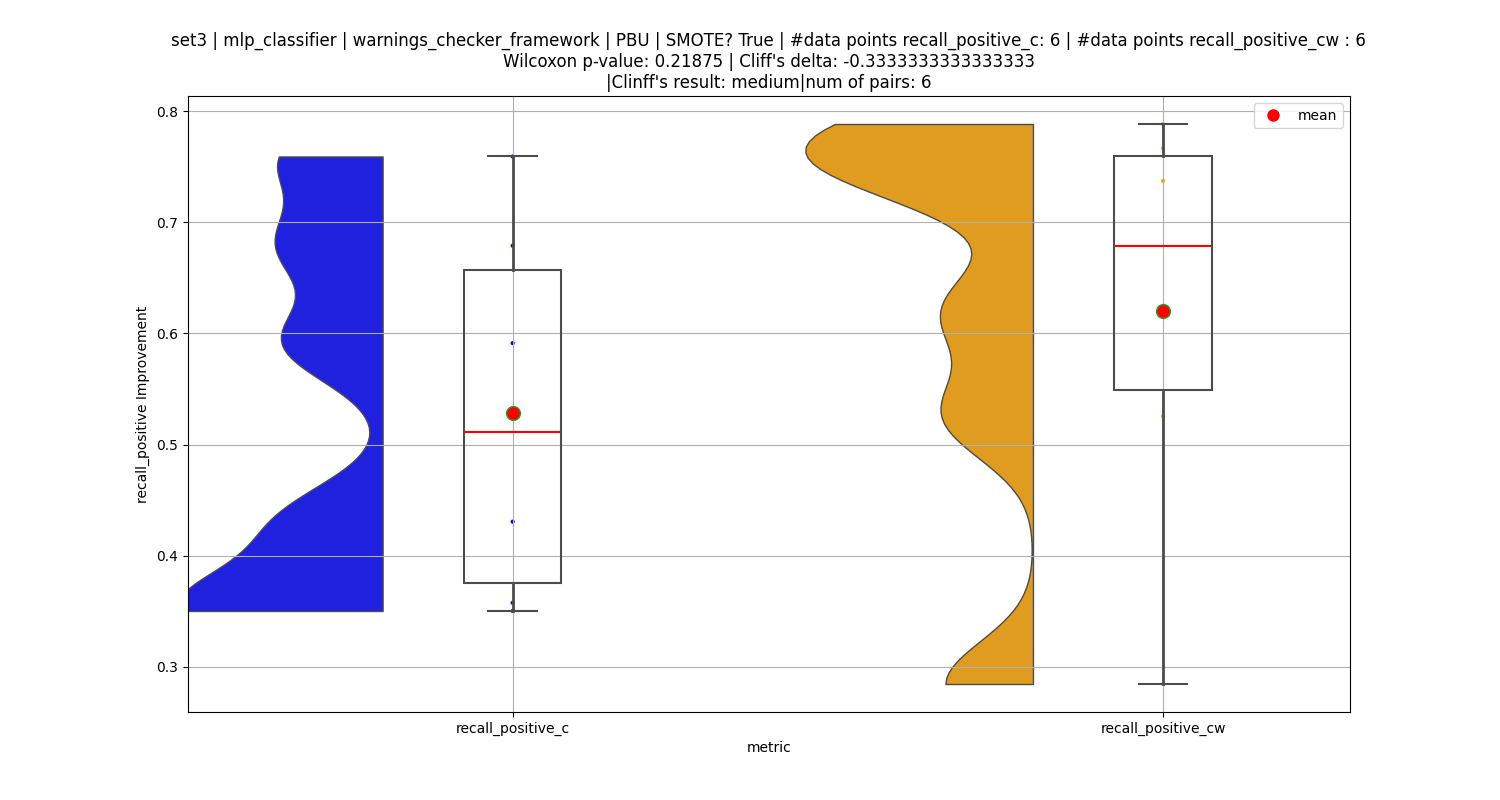 set3 | mlp_classifier | warnings_checker_framework | PBU | SMOTE? True | #data points recall_positive_c: 6 | #data points recall_positive_cw : 6
Wilcoxon p-value: 0.21875 | Cliff's delta: -0.3333333333333333
|Clinff's result: medium|num of pairs: 6
mean
0.8
0.7
0.6
0.5
0.4
0.3
recall_positive Improvement
recall_positive_c
recall_positive_cw
metric